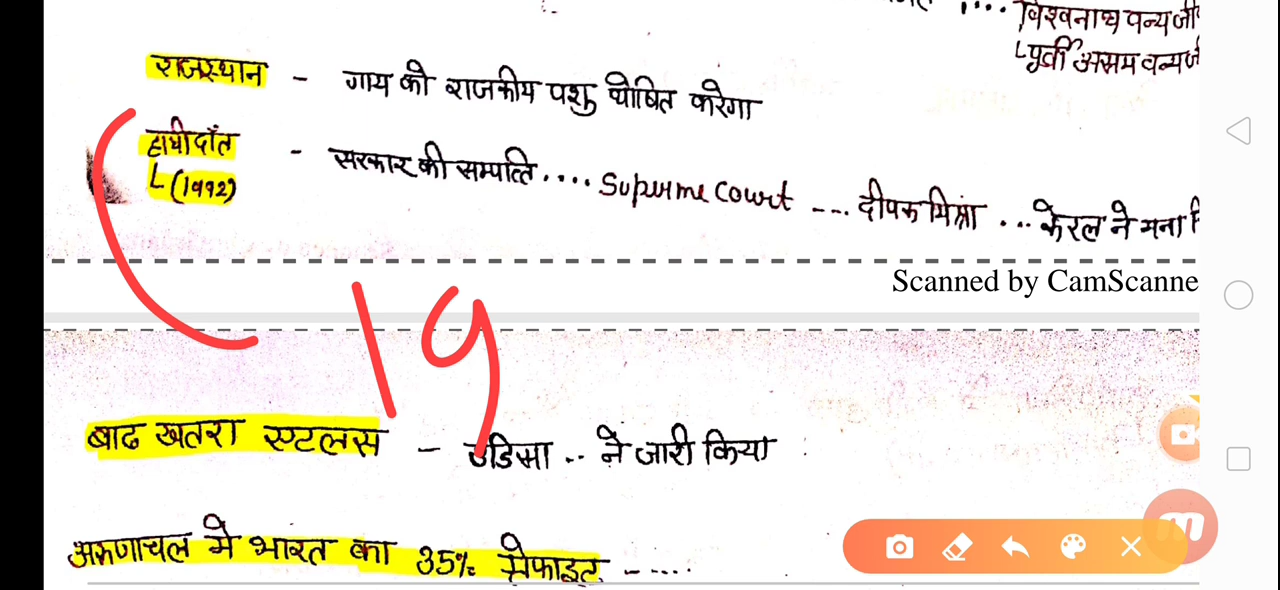 विश्वनाथ वन्यजी
पूर्वी असम वन्यजी
राजस्थान - गाय को राजकीय पशु घोषित करेगा
हाथीदाँत - सरकार की सम्पत्ति .... Supreme Court --- दीपक मिश्रा ... केरल ने मना
(1992)
Scanned by CamScanne
19
बाढ खतरा एटलस - उडिसा .. ने जारी किया
अरुणाचल मे भारत का 35% ग्रेफाइट - ....